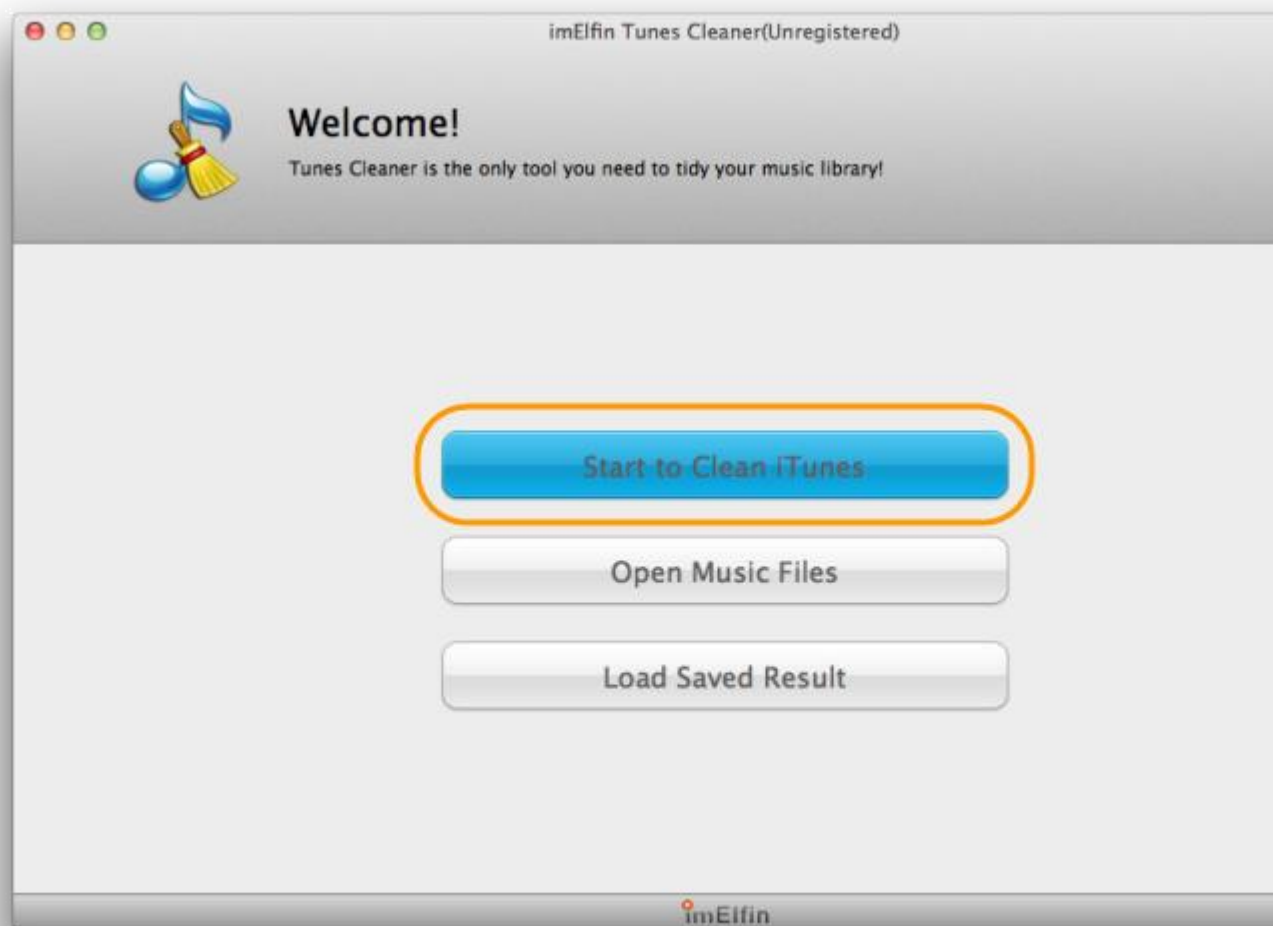 imElfin Tunes Cleaner(Unregistered)
Welcome!
Tunes Cleaner is the only tool you need to tidy your music library!
Start to Clean iTunes
Open Music Files
Load Saved Result
imElfin